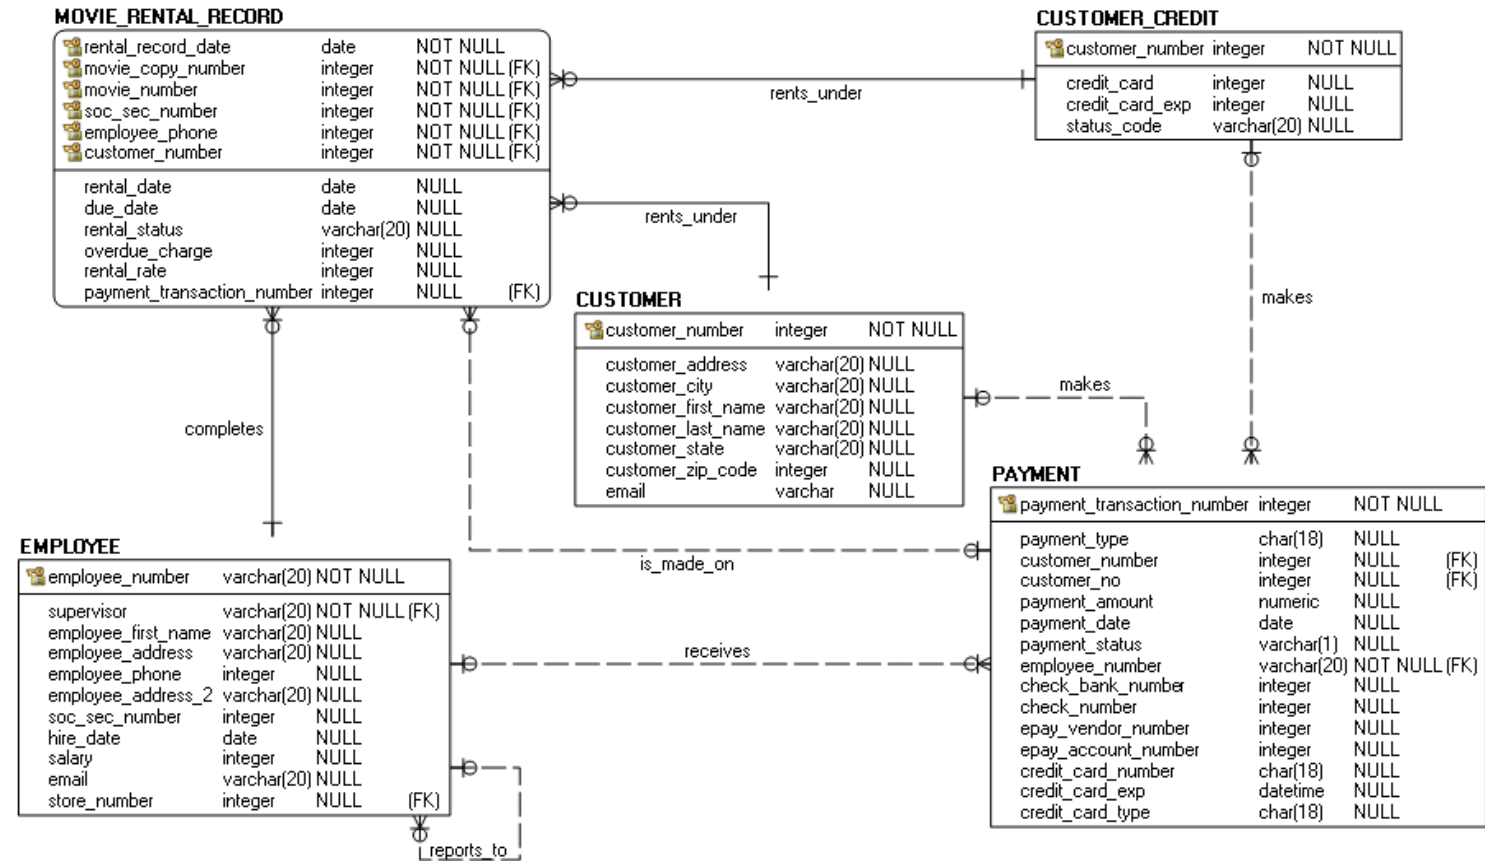 MOVIE_RENTAL_RECORD
rental_record_date date NOT NULL
movie_copy_number integer NOT NULL (FK)
movie_number integer NOT NULL (FK)
soc_sec_number integer NOT NULL (FK)
employee_phone integer NOT NULL (FK)
customer_number integer NOT NULL (FK)
rental_date date NULL
due_date date NULL
rental_status varchar(20) NULL
overdue_charge integer NULL
rental_rate integer NULL
payment_transaction_number integer NULL (FK)
CUSTOMER_CREDIT
customer_number integer NOT NULL
credit_card integer NULL
credit_card_exp integer NULL
status_code varchar(20) NULL
rents_under
rents_under
makes
CUSTOMER
customer_number integer NOT NULL
customer_address varchar(20) NULL
customer_city varchar(20) NULL
customer_first_name varchar(20) NULL
customer_last_name varchar(20) NULL
customer_state varchar(20) NULL
customer_zip_code integer NULL
email varchar NULL
makes
completes
is_made_on
receives
EMPLOYEE
employee_number varchar(20) NOT NULL
supervisor varchar(20) NOT NULL (FK)
employee_first_name varchar(20) NULL
employee_address varchar(20) NULL
employee_phone integer NULL
employee_address_2 varchar(20) NULL
soc_sec_number integer NULL
hire_date date NULL
salary integer NULL
email varchar(20) NULL
store_number integer NULL (FK)
reports_to
PAYMENT
payment_transaction_number integer NOT NULL
payment_type char(18) NULL
customer_number integer NULL (FK)
customer_no integer NULL (FK)
payment_amount numeric NULL
payment_date date NULL
payment_status varchar(1) NULL
employee_number varchar(20) NOT NULL (FK)
check_bank_number integer NULL
check_number integer NULL
epay_vendor_number integer NULL
epay_account_number integer NULL
credit_card_number char(18) NULL
credit_card_exp datetime NULL
credit_card_type char(18) NULL